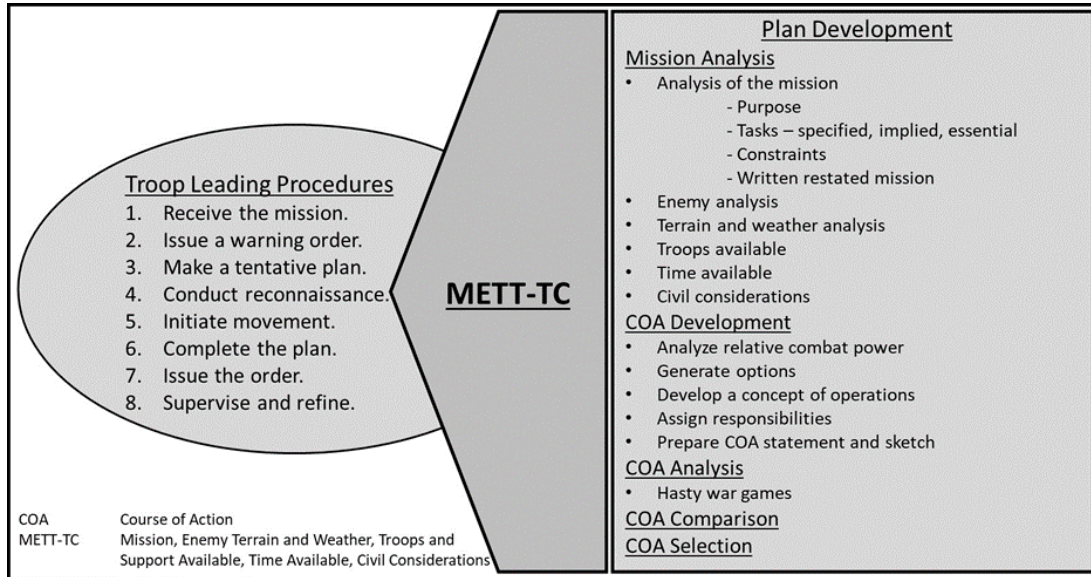 Troop Leading Procedures
1. Receive the mission.
2. Issue a warning order.
3. Make a tentative plan.
4. Conduct reconnaissance.
5. Initiate movement.
6. Complete the plan.
7. Issue the order.
8. Supervise and refine.
COA Course of Action
METT-TC Mission, Enemy Terrain and Weather, Troops and
Support Available, Time Available, Civil Considerations
METT-TC
Plan Development
Mission Analysis
• Analysis of the mission
- Purpose
- Tasks – specified, implied, essential
- Constraints
- Written restated mission
• Enemy analysis
• Terrain and weather analysis
• Troops available
• Time available
• Civil considerations
COA Development
• Analyze relative combat power
• Generate options
• Develop a concept of operations
• Assign responsibilities
• Prepare COA statement and sketch
COA Analysis
• Hasty war games
COA Comparison
COA Selection